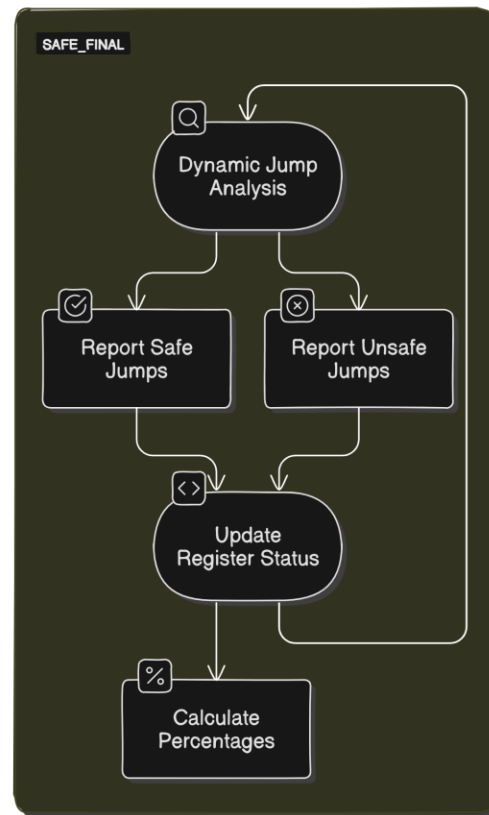 SAFE_FINAL
Dynamic Jump
Analysis
Report Safe
Jumps
Report Unsafe
Jumps
Update
Register Status
Calculate
Percentages